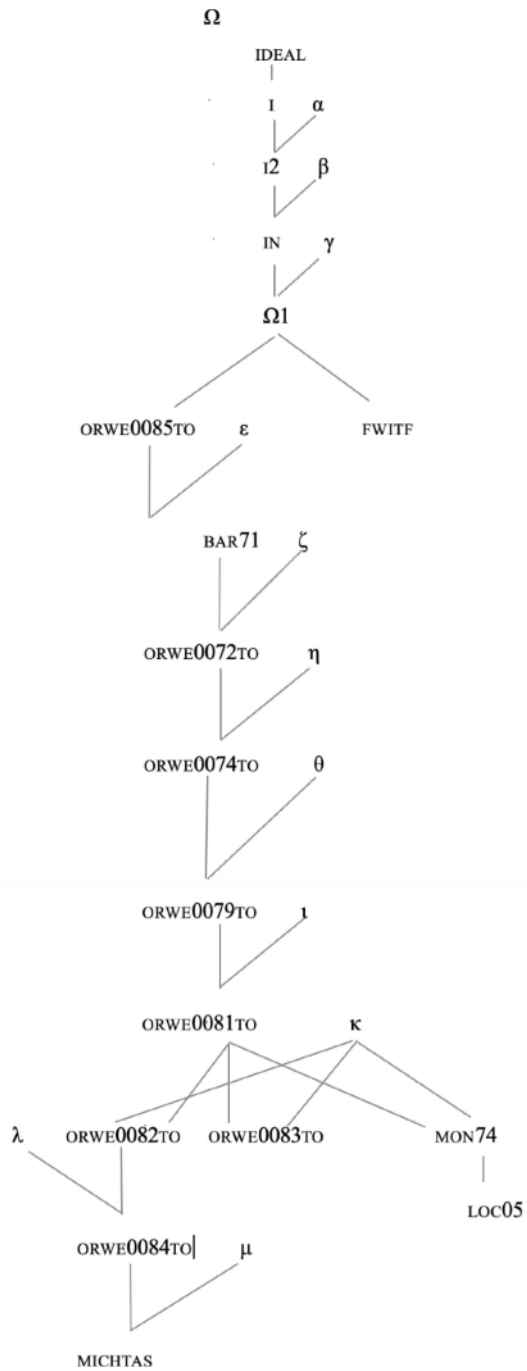 Ω
IDEAL
I α
I2 β
IN γ
Ω1
ORWE0085TO ε FWITF
BAR71 ζ
ORWE0072TO η
ORWE0074TO θ
ORWE0079TO ι
ORWE0081TO κ
λ ORWE0082TO ORWE0083TO MON74
LOC05
ORWE0084TO μ
MICHTAS